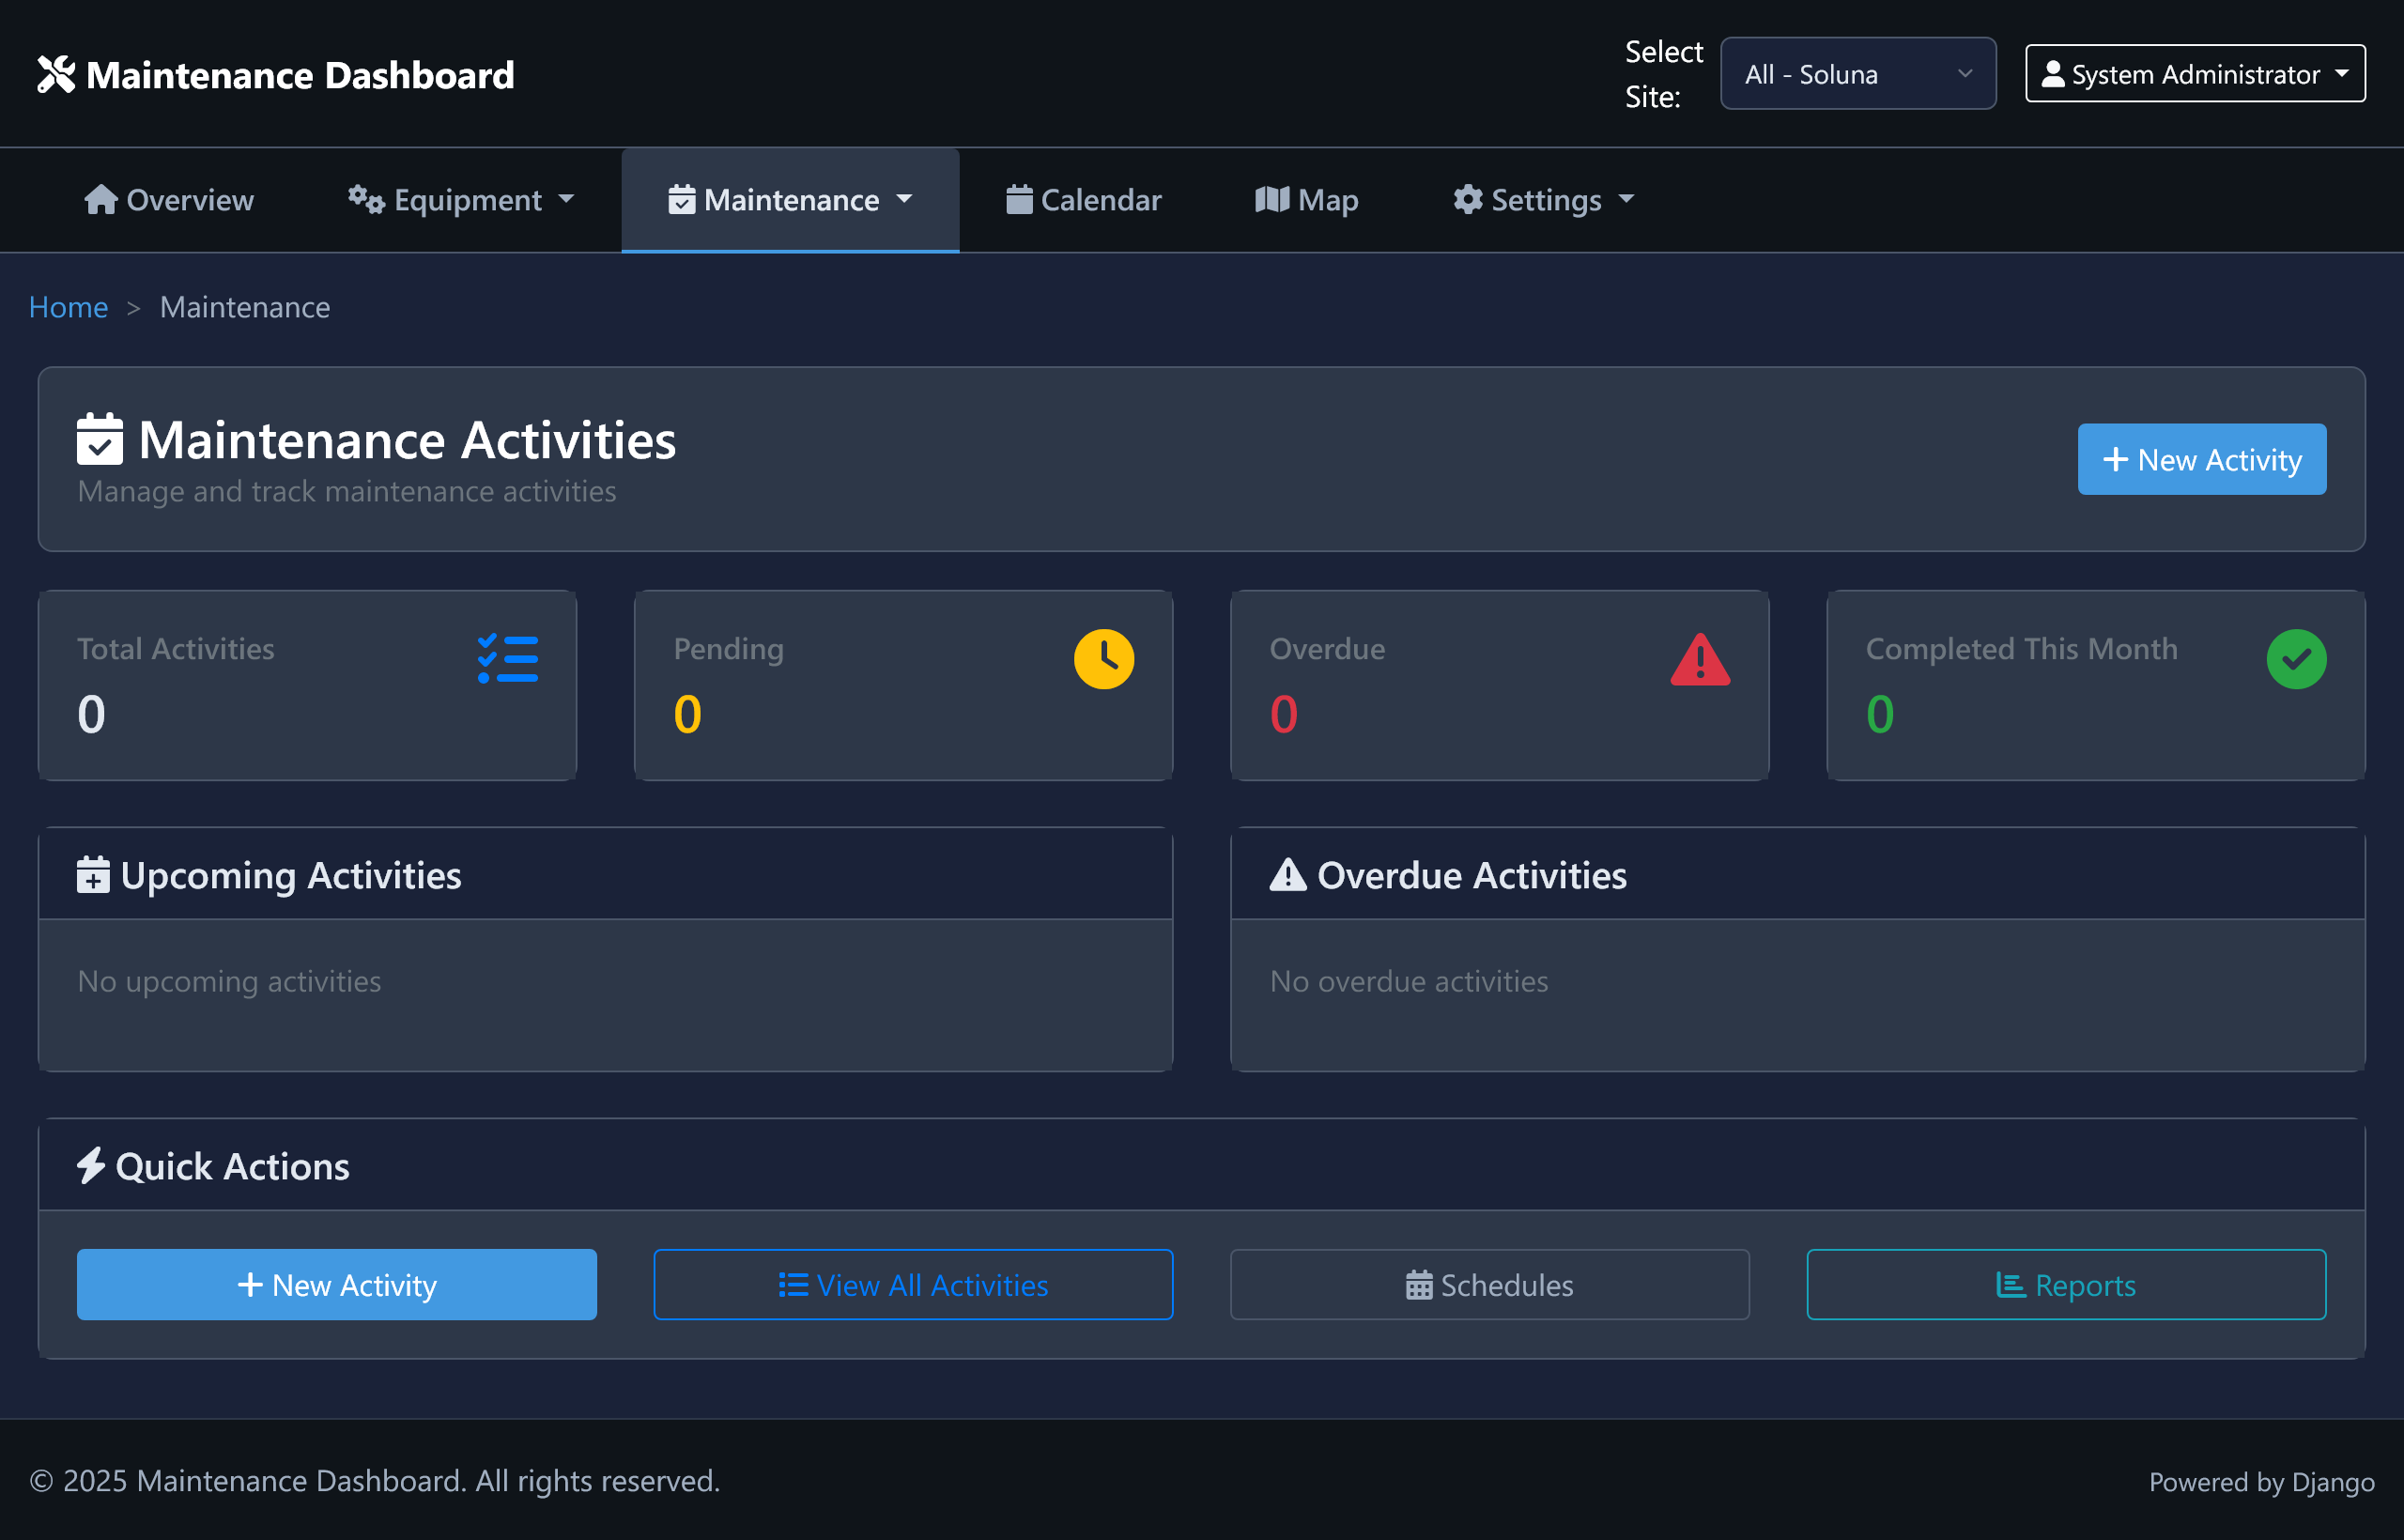 Maintenance Dashboard
Select
Site:
All - Soluna
System Administrator
Overview
Equipment
Maintenance
Calendar
Map
Settings
Home > Maintenance
Maintenance Activities
Manage and track maintenance activities
New Activity
Total Activities
0
Pending
0
Overdue
0
Completed This Month
0
Upcoming Activities
No upcoming activities
Overdue Activities
No overdue activities
Quick Actions
New Activity
View All Activities
Schedules
Reports
© 2025 Maintenance Dashboard. All rights reserved.
Powered by Django